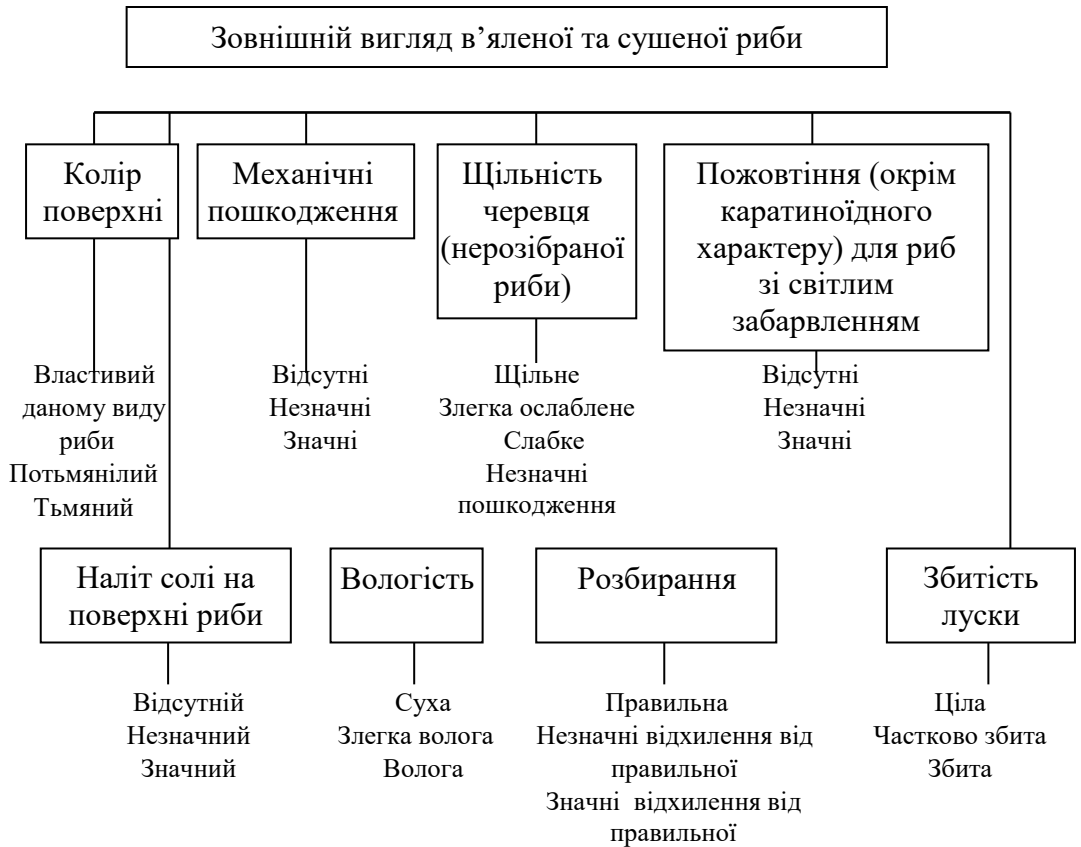 Зовнішній вигляд в’яленої та сушеної риби
Колір
поверхні
Механічні
пошкодження
Щільність
черевця
(нерозібраної
риби)
Пожовтіння (окрім
каратиноїдного
характеру) для риб
зі світлим
забарвленням
Властивий
даному виду
риби
Потьмянілий
Тьмяний
Відсутні
Незначні
Значні
Щільне
Злегка ослаблене
Слабке
Незначні
пошкодження
Відсутні
Незначні
Значні
Наліт солі на
поверхні риби
Вологість
Розбирання
Збитість
луски
Відсутній
Незначний
Значний
Суха
Злегка волога
Волога
Правильна
Незначні відхилення від
правильної
Значні відхилення від
правильної
Ціла
Частково збита
Збита